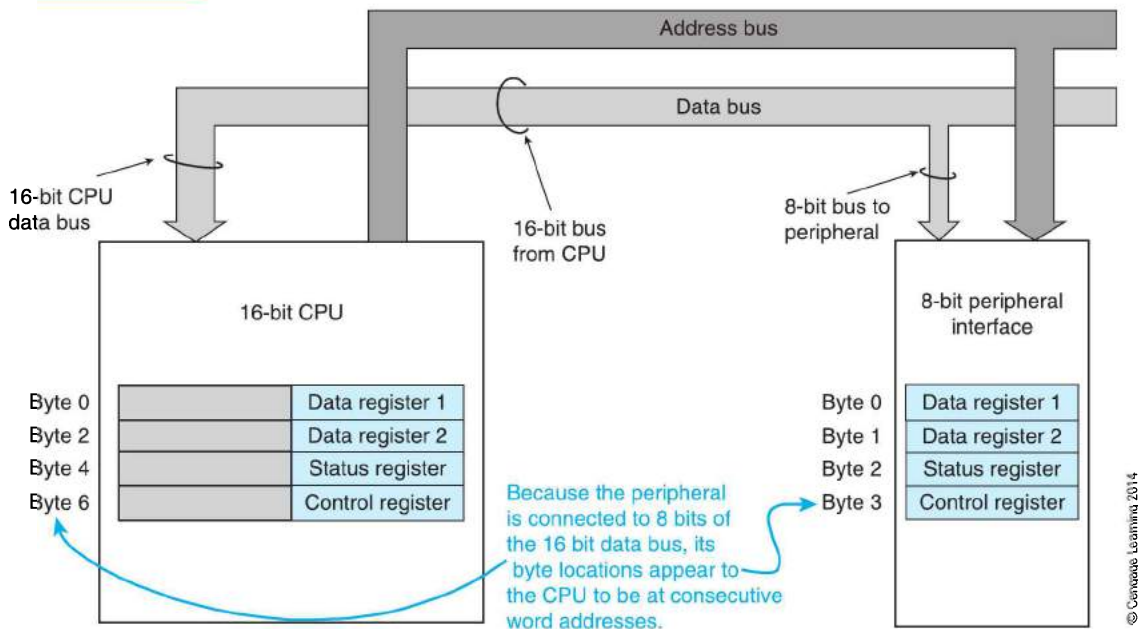 Address bus
Data bus
16-bit CPU
data bus
16-bit bus
from CPU
8-bit bus to
peripheral
16-bit CPU
8-bit peripheral
interface
Byte 0
Data register 1
Byte 2
Data register 2
Byte 4
Status register
Byte 6
Control register
Byte 0
Data register 1
Byte 1
Data register 2
Byte 2
Status register
Byte 3
Control register
Because the peripheral
is connected to 8 bits of
the 16 bit data bus, its
byte locations appear to
the CPU to be at consecutive
word addresses.
© Cengage Learning 2014